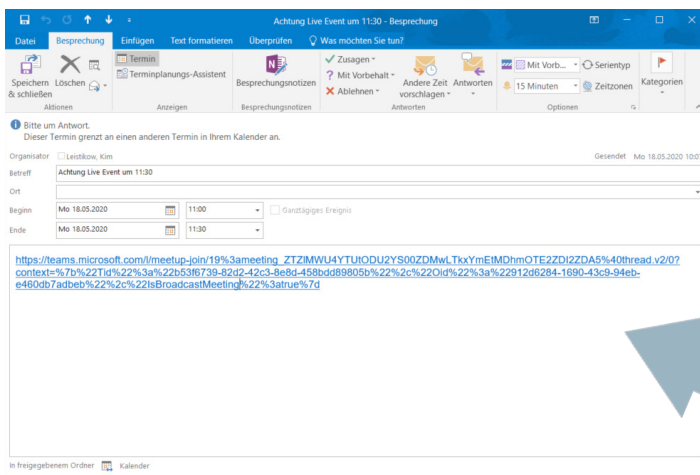 Achtung Live Event um 11:30 - Besprechung
Datei Besprechung Einfügen Text formatieren Überprüfen Was möchten Sie tun?
Speichern & schließen
Löschen
Aktionen
Termin
Terminplanungs-Assistent
Anzeigen
Besprechungsnotizen
Besprechungsnotizen
Zusagen
? Mit Vorbehalt
Ablehnen
Andere Zeit vorschlagen
Antworten
Antworten
Mit Vorb...
Serientyp
15 Minuten
Zeitzonen
Optionen
Kategorien
Bitte um Antwort.
Dieser Termin grenzt an einen anderen Termin in Ihrem Kalender an.
Organisator Leistikow, Kim Gesendet Mo 18.05.2020 10:0
Betreff Achtung Live Event um 11:30
Ort
Beginn Mo 18.05.2020 11:00 Ganztägiges Ereignis
Ende Mo 18.05.2020 11:30
https://teams.microsoft.com/l/meetup-join/19%3ameeting_ZTZlMWU4YTUtODU2YS00ZDMwLTkxYmEtMDhmOTE2ZDI2ZDA5%40thread.v2/0?
context=%7b%22Tid%22%3a%22b53f6739-82d2-42c3-8e8d-458bdd89805b%22%2c%22Oid%22%3a%22912d6284-1690-43c9-94eb-
e460db7adbeb%22%2c%22IsBroadcastMeeting%22%3atrue%7d
In freigegebenem Ordner Kalender